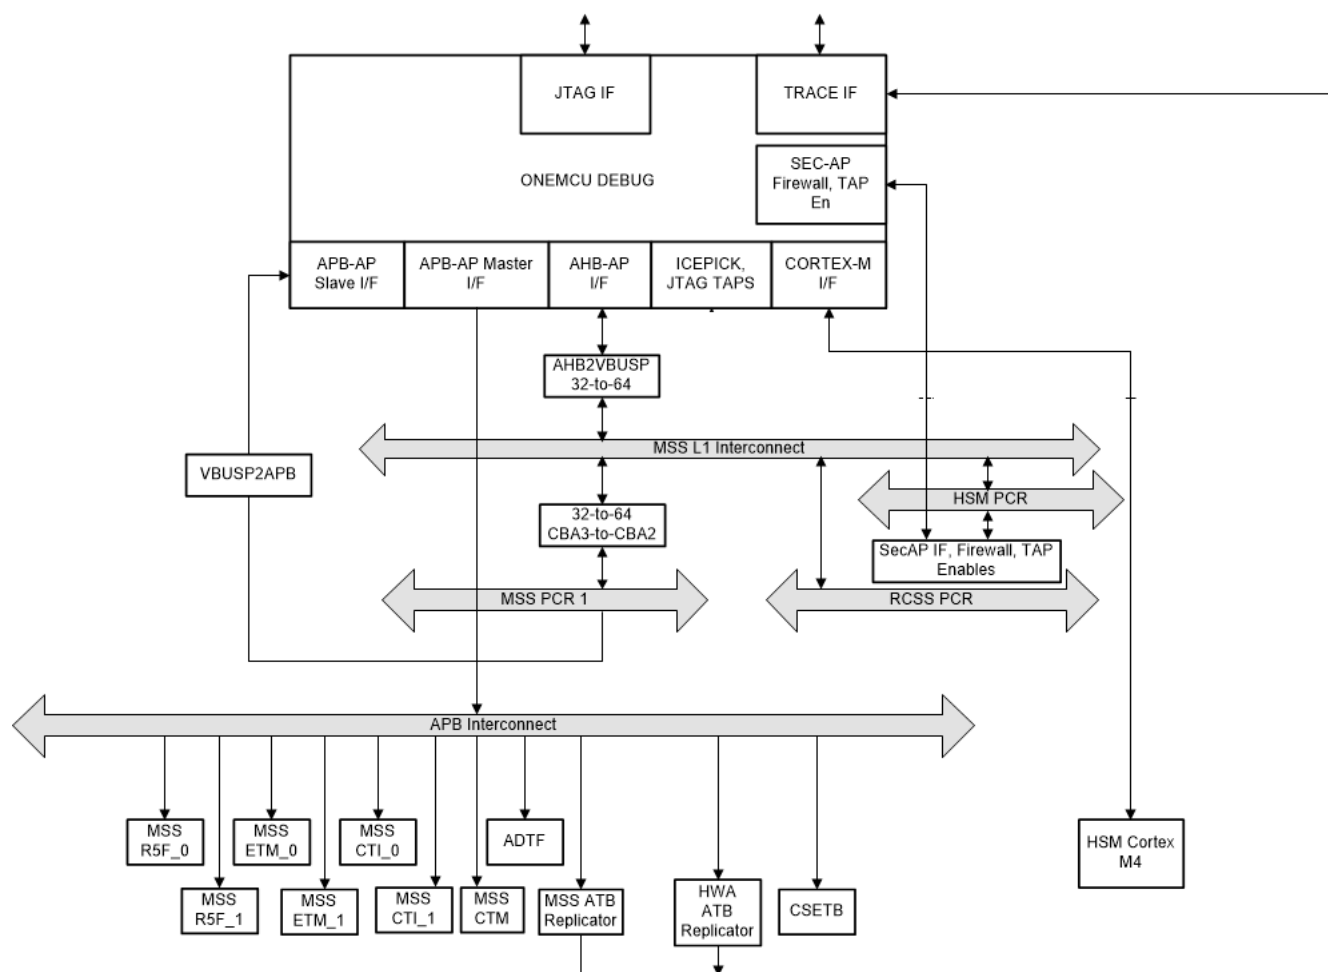 JTAG IF
TRACE IF
SEC-AP
Firewall, TAP
En
ONEMCU DEBUG
APB-AP
Slave I/F
APB-AP Master
I/F
AHB-AP
I/F
ICEPICK,
JTAG TAPS
CORTEX-M
I/F
AHB2VBUSP
32-to-64
MSS L1 Interconnect
VBUSP2APB
HSM PCR
32-to-64
CBA3-to-CBA2
SecAP IF, Firewall, TAP
Enables
MSS PCR 1
RCSS PCR
APB Interconnect
MSS
R5F_0
MSS
ETM_0
MSS
CTI_0
ADTF
HSM Cortex
M4
MSS
R5F_1
MSS
ETM_1
MSS
CTI_1
MSS
CTM
MSS ATB
Replicator
HWA
ATB
Replicator
CSETB